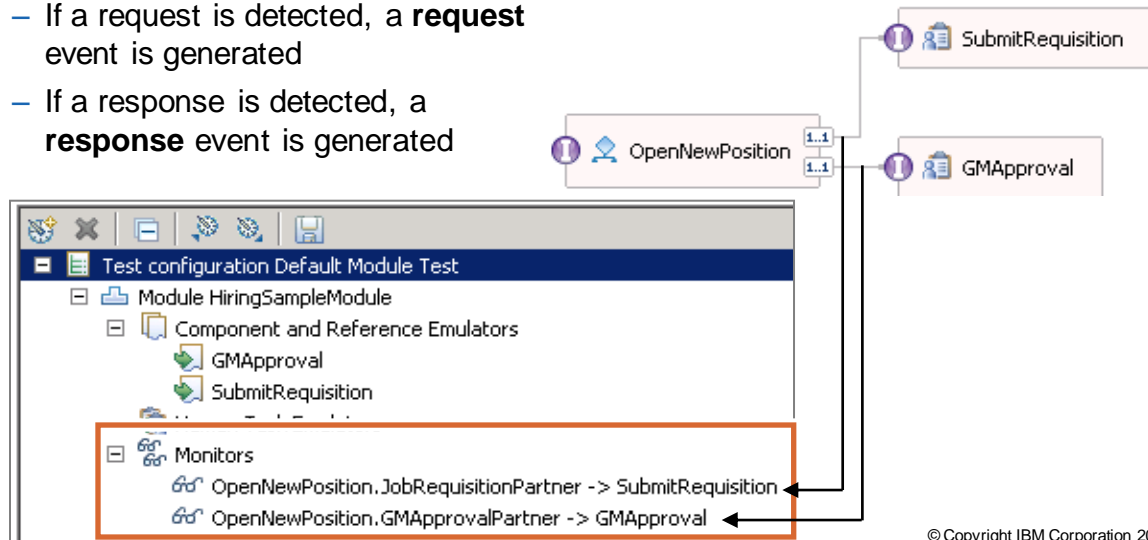 – If a request is detected, a request
event is generated
– If a response is detected, a
response event is generated
SubmitRequisition
OpenNewPosition
1..1
1..1
GMApproval
Test configuration Default Module Test
Module HiringSampleModule
Component and Reference Emulators
GMApproval
SubmitRequisition
Monitors
OpenNewPosition.JobRequisitionPartner -> SubmitRequisition
OpenNewPosition.GMApprovalPartner -> GMApproval
© Copyright IBM Corporation